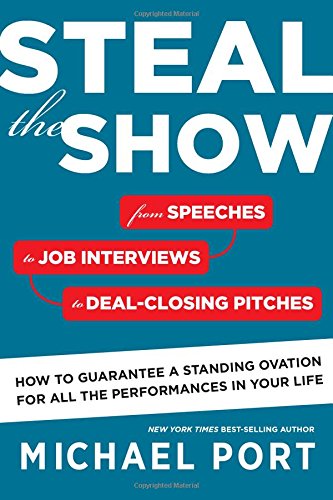 STEAL
the SHOW
from SPEECHES
to JOB INTERVIEWS
to DEAL-CLOSING PITCHES
HOW TO GUARANTEE A STANDING OVATION
FOR ALL THE PERFORMANCES IN YOUR LIFE
NEW YORK TIMES BEST-SELLING AUTHOR
MICHAEL PORT